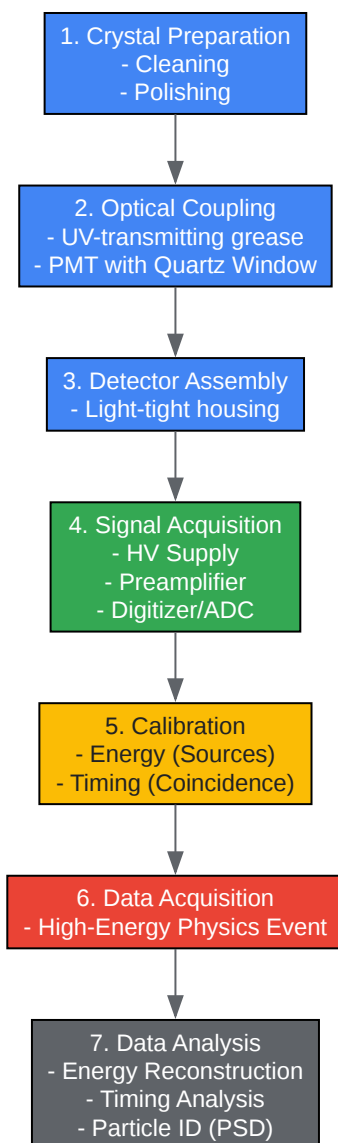 1. Crystal Preparation
- Cleaning
- Polishing
2. Optical Coupling
- UV-transmitting grease
- PMT with Quartz Window
3. Detector Assembly
- Light-tight housing
4. Signal Acquisition
- HV Supply
- Preamplifier
- Digitizer/ADC
5. Calibration
- Energy (Sources)
- Timing (Coincidence)
6. Data Acquisition
- High-Energy Physics Event
7. Data Analysis
- Energy Reconstruction
- Timing Analysis
- Particle ID (PSD)